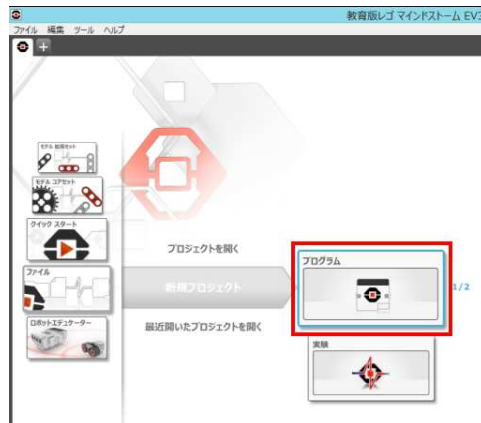 教育版レゴ マインドストーム EV3
ファイル 編集 ツール ヘルプ
モデル 拡張セット
モデル コアセット
クイック スタート
ファイル
ロボットエデュケーター
プロジェクトを開く
新規プロジェクト
最近開いたプロジェクトを開く
プログラム
1/2
実験